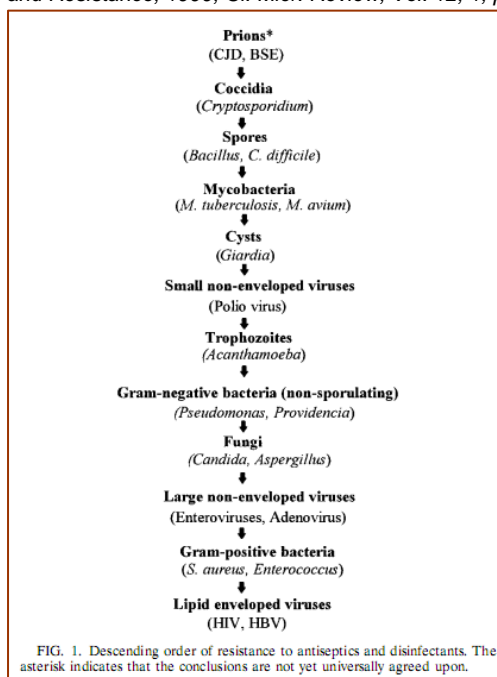 and Resistance, 1999, Cl. Micr. Review, Vol. 12, 1,
Prions*
(CJD, BSE)
Coccidia
(Cryptosporidium)
Spores
(Bacillus, C. difficile)
Mycobacteria
(M. tuberculosis, M. avium)
Cysts
(Giardia)
Small non-enveloped viruses
(Polio virus)
Trophozoites
(Acanthamoeba)
Gram-negative bacteria (non-sporulating)
(Pseudomonas, Providencia)
Fungi
(Candida, Aspergillus)
Large non-enveloped viruses
(Enteroviruses, Adenovirus)
Gram-positive bacteria
(S. aureus, Enterococcus)
Lipid enveloped viruses
(HIV, HBV)
FIG. 1. Descending order of resistance to antiseptics and disinfectants. The
asterisk indicates that the conclusions are not yet universally agreed upon.